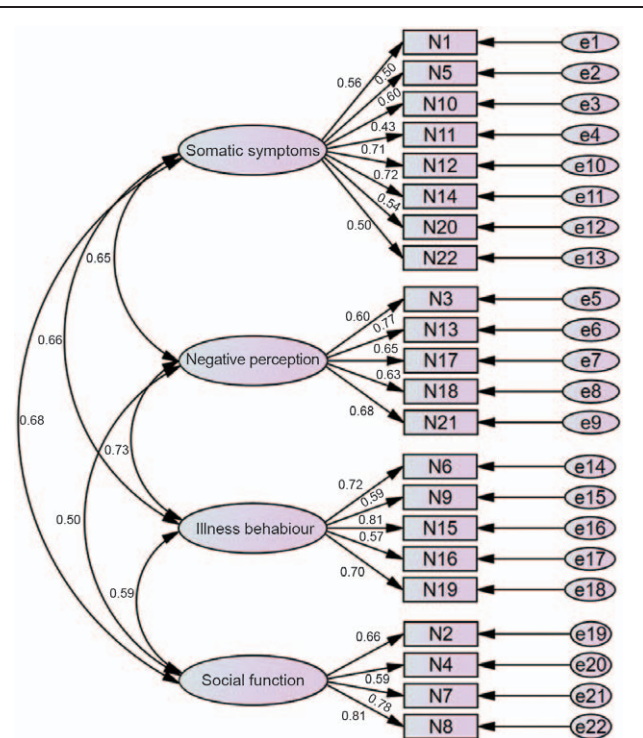 N1 e1
0.56 0.50 N5 e2
0.60 N10 e3
0.43 N11 e4
Somatic symptoms
0.71 N12 e10
0.72 N14 e11
0.54 N20 e12
0.50 N22 e13
0.65
N3 e5
0.60 0.77 N13 e6
0.66
Negative perception
0.65 N17 e7
0.63 N18 e8
0.68 N21 e9
0.68
0.73
N6 e14
0.72 0.59 N9 e15
0.50
Illness behabiour
0.81 N15 e16
0.57 N16 e17
0.70 N19 e18
0.59
N2 e19
0.66
N4 e20
Social function
0.59 N7 e21
0.78
0.81 N8 e22